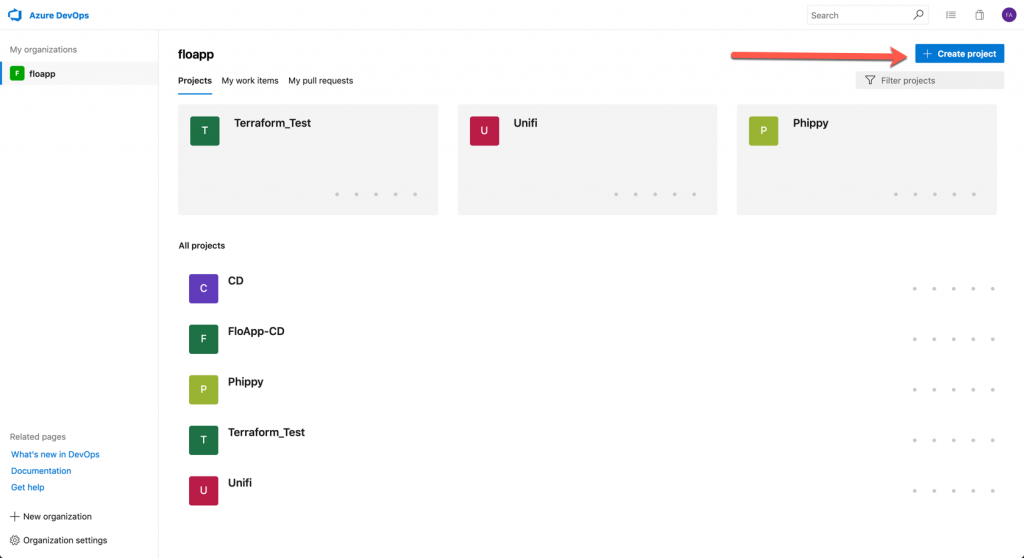 Azure DevOps
Search
FA
My organizations
F floapp
floapp
Create project
Projects My work items My pull requests
Filter projects
T Terraform_Test
U Unifi
P Phippy
All projects
C CD
F FloApp-CD
P Phippy
T Terraform_Test
U Unifi
Related pages
What's new in DevOps
Documentation
Get help
New organization
Organization settings